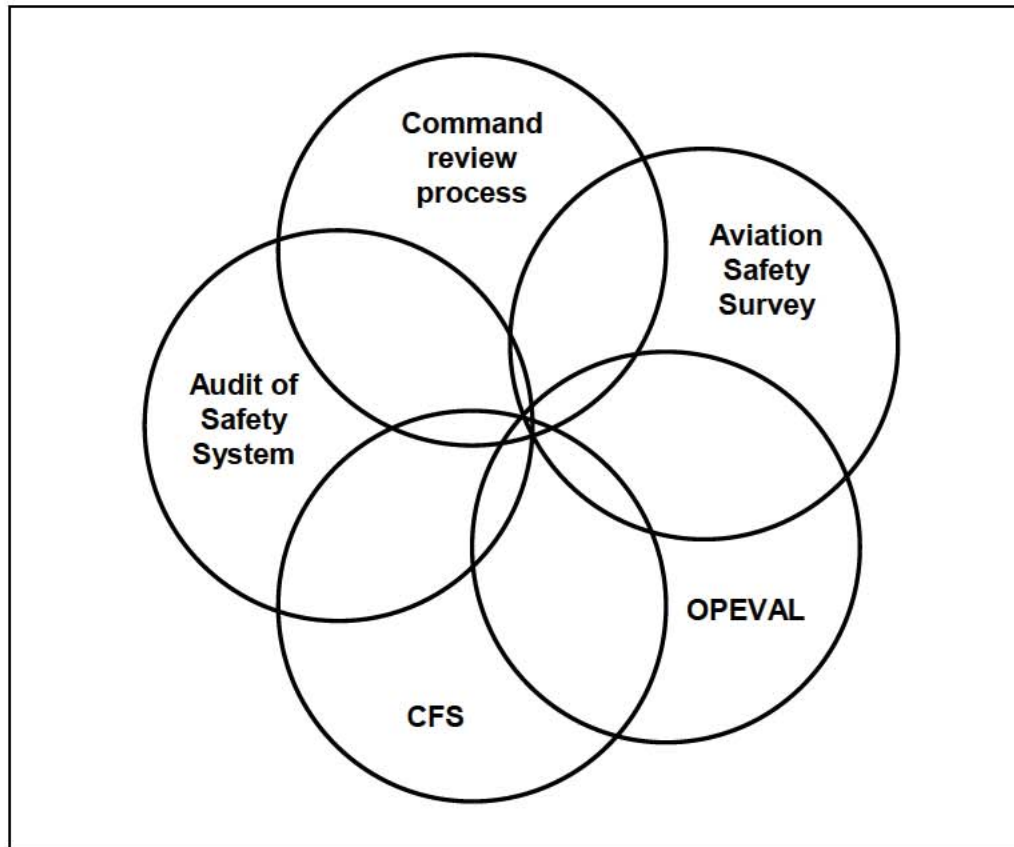 Command
review
process
Aviation
Safety
Survey
Audit of
Safety
System
OPEVAL
CFS